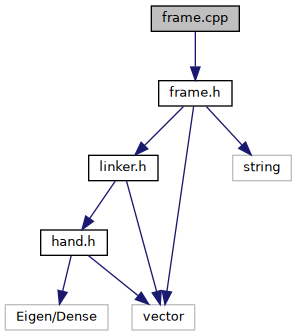 frame.cpp
frame.h
linker.h
string
hand.h
Eigen/Dense
vector